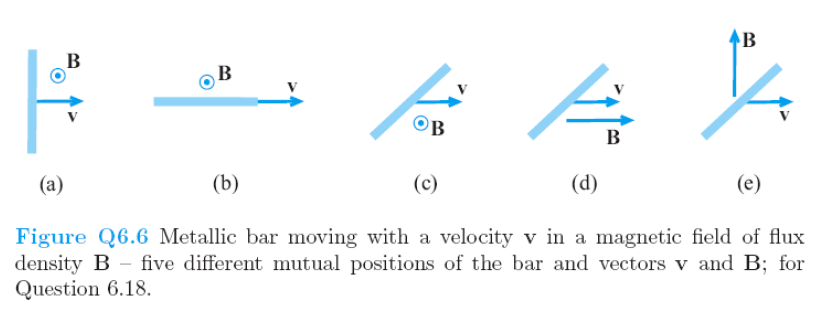 B
v
(a)
B
v
(b)
v
B
(c)
v
B
(d)
B
v
(e)
Figure Q6.6 Metallic bar moving with a velocity v in a magnetic field of flux
density B – five different mutual positions of the bar and vectors v and B; for
Question 6.18.